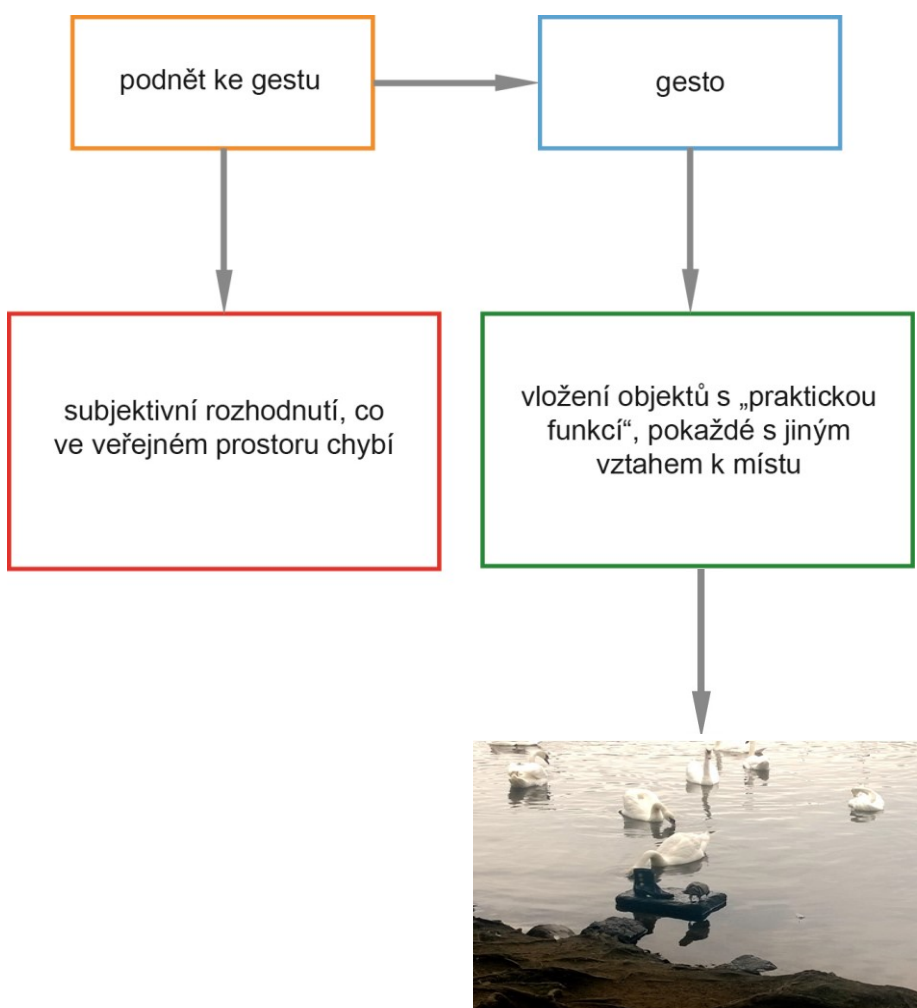 podnět ke gestu
gesto
subjektivní rozhodnutí, co
ve veřejném prostoru chybí
vložení objektů s „praktickou
funkcí“, pokaždé s jiným
vztahem k místu